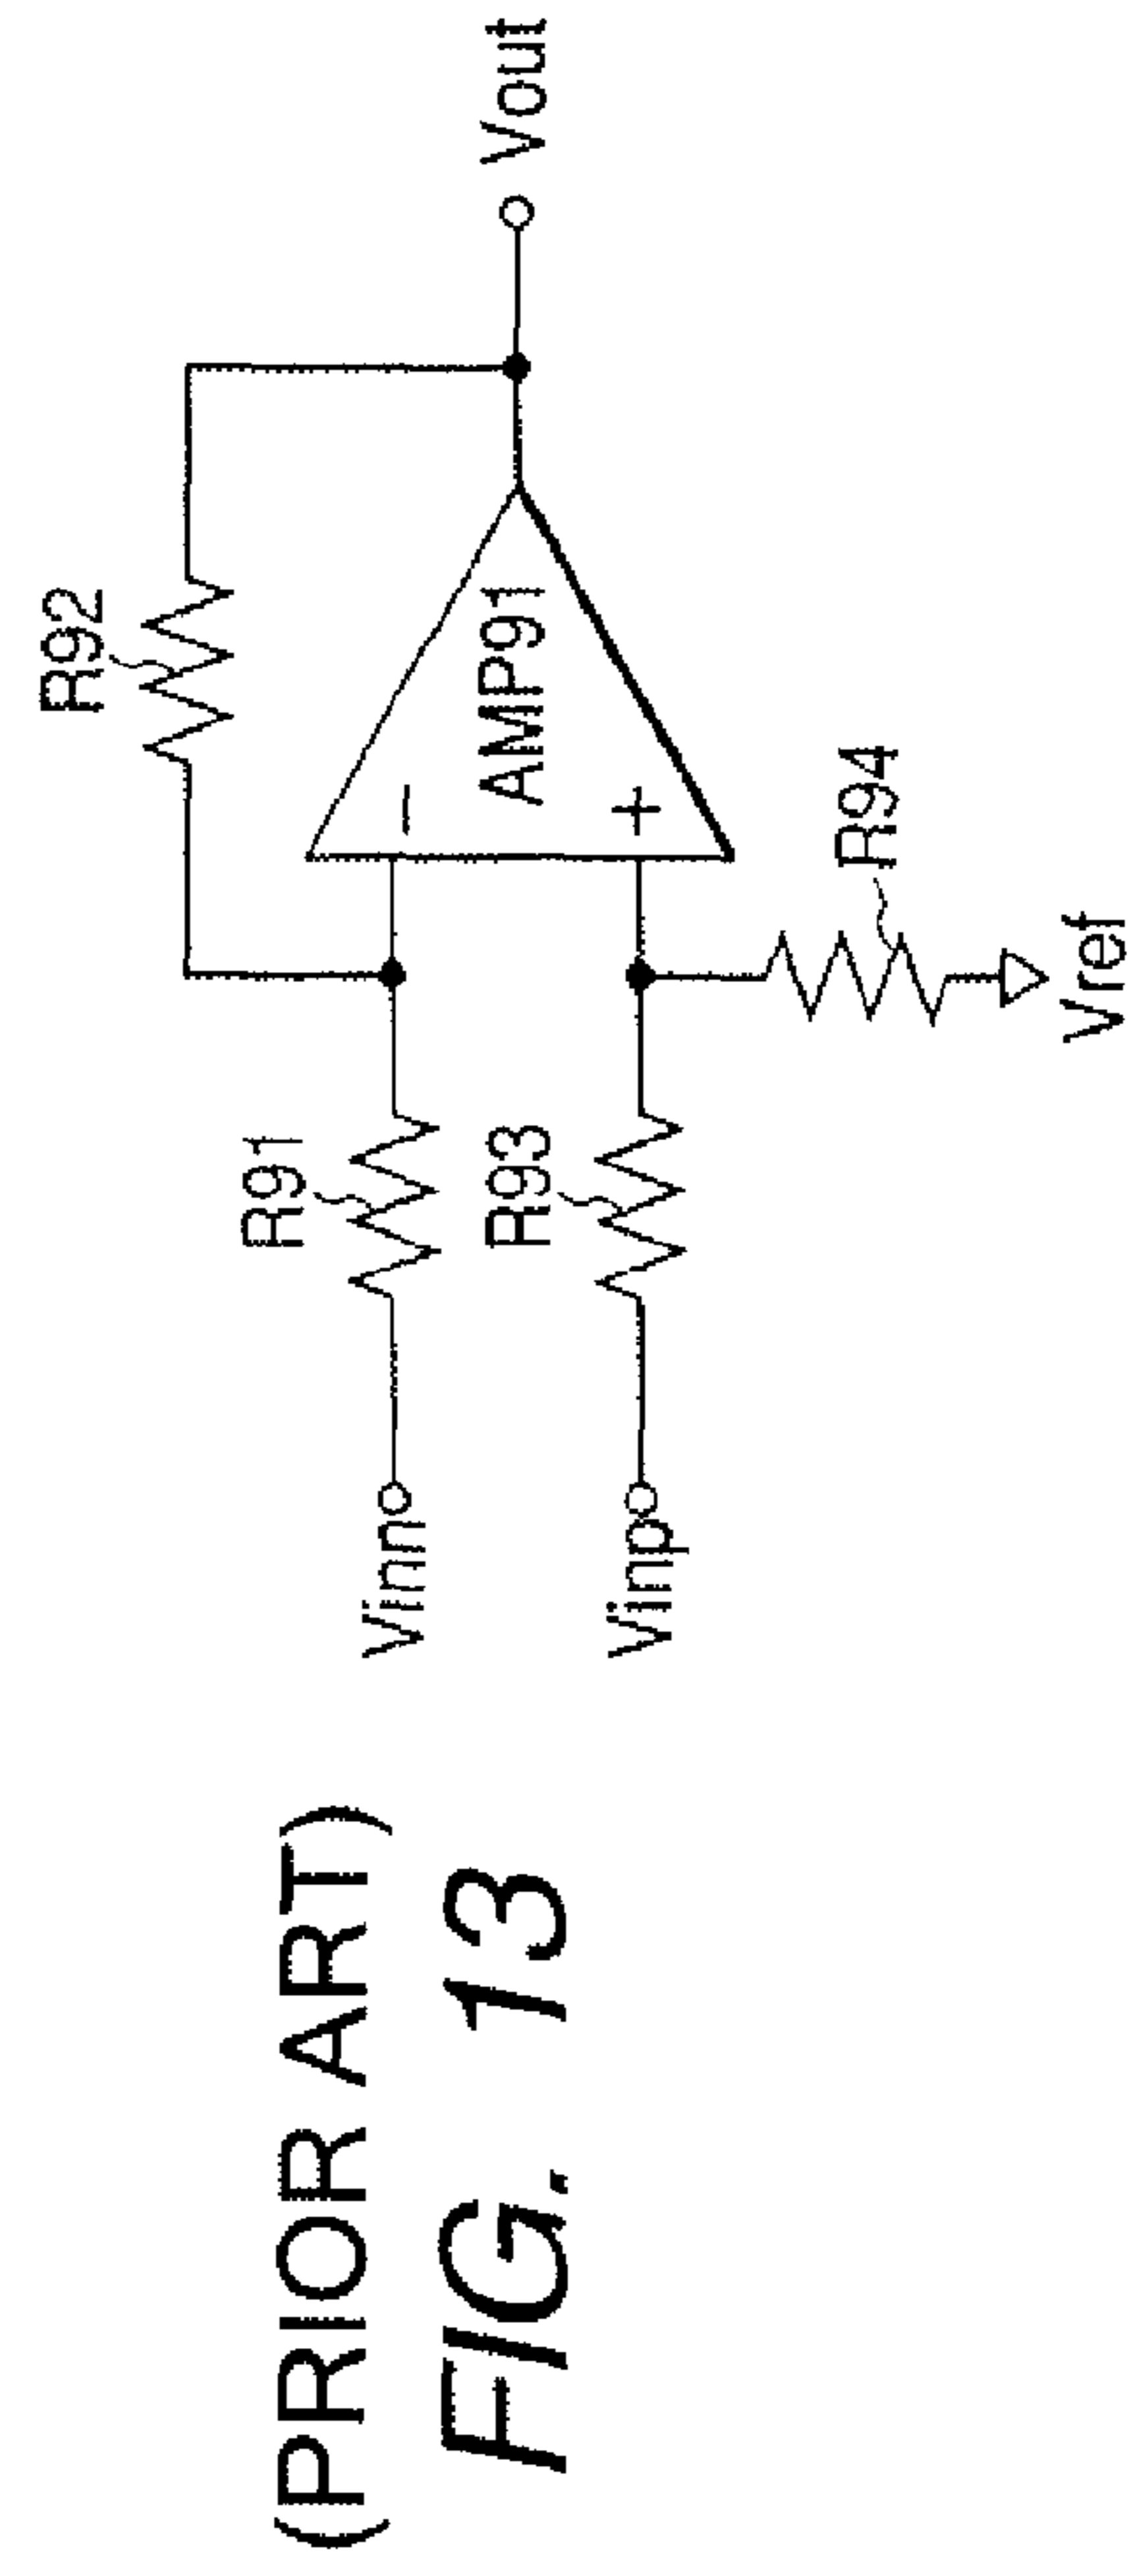 (PRIOR ART)
FIG. 13
R92
R91
Vinn
−
AMP91
Vout
R93
Vinp
+
R94
Vref